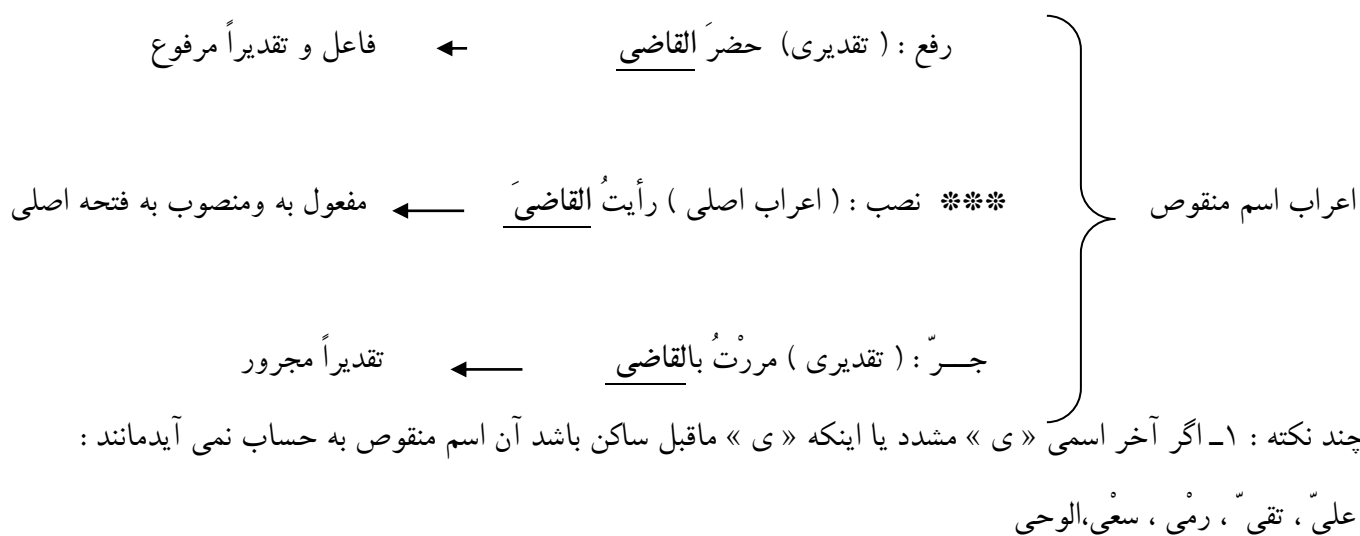 رفع : ( تقدیری) حضرَ القاضی ← فاعل و تقدیراً مرفوع
اعراب اسم منقوص *** نصب : ( اعراب اصلی ) رأیتُ القاضیَ ← مفعول به ومنصوب به فتحه اصلی
جــرّ : ( تقدیری ) مررْتُ بالقاضی ← تقدیراً مجرور
چند نکته : ۱ـ اگر آخر اسمی « ی » مشدد یا اینکه « ی » ماقبل ساکن باشد آن اسم منقوص به حساب نمی آیدمانند :
علیّ ، تقی ّ ، رمْی ، سعْی،الوحی